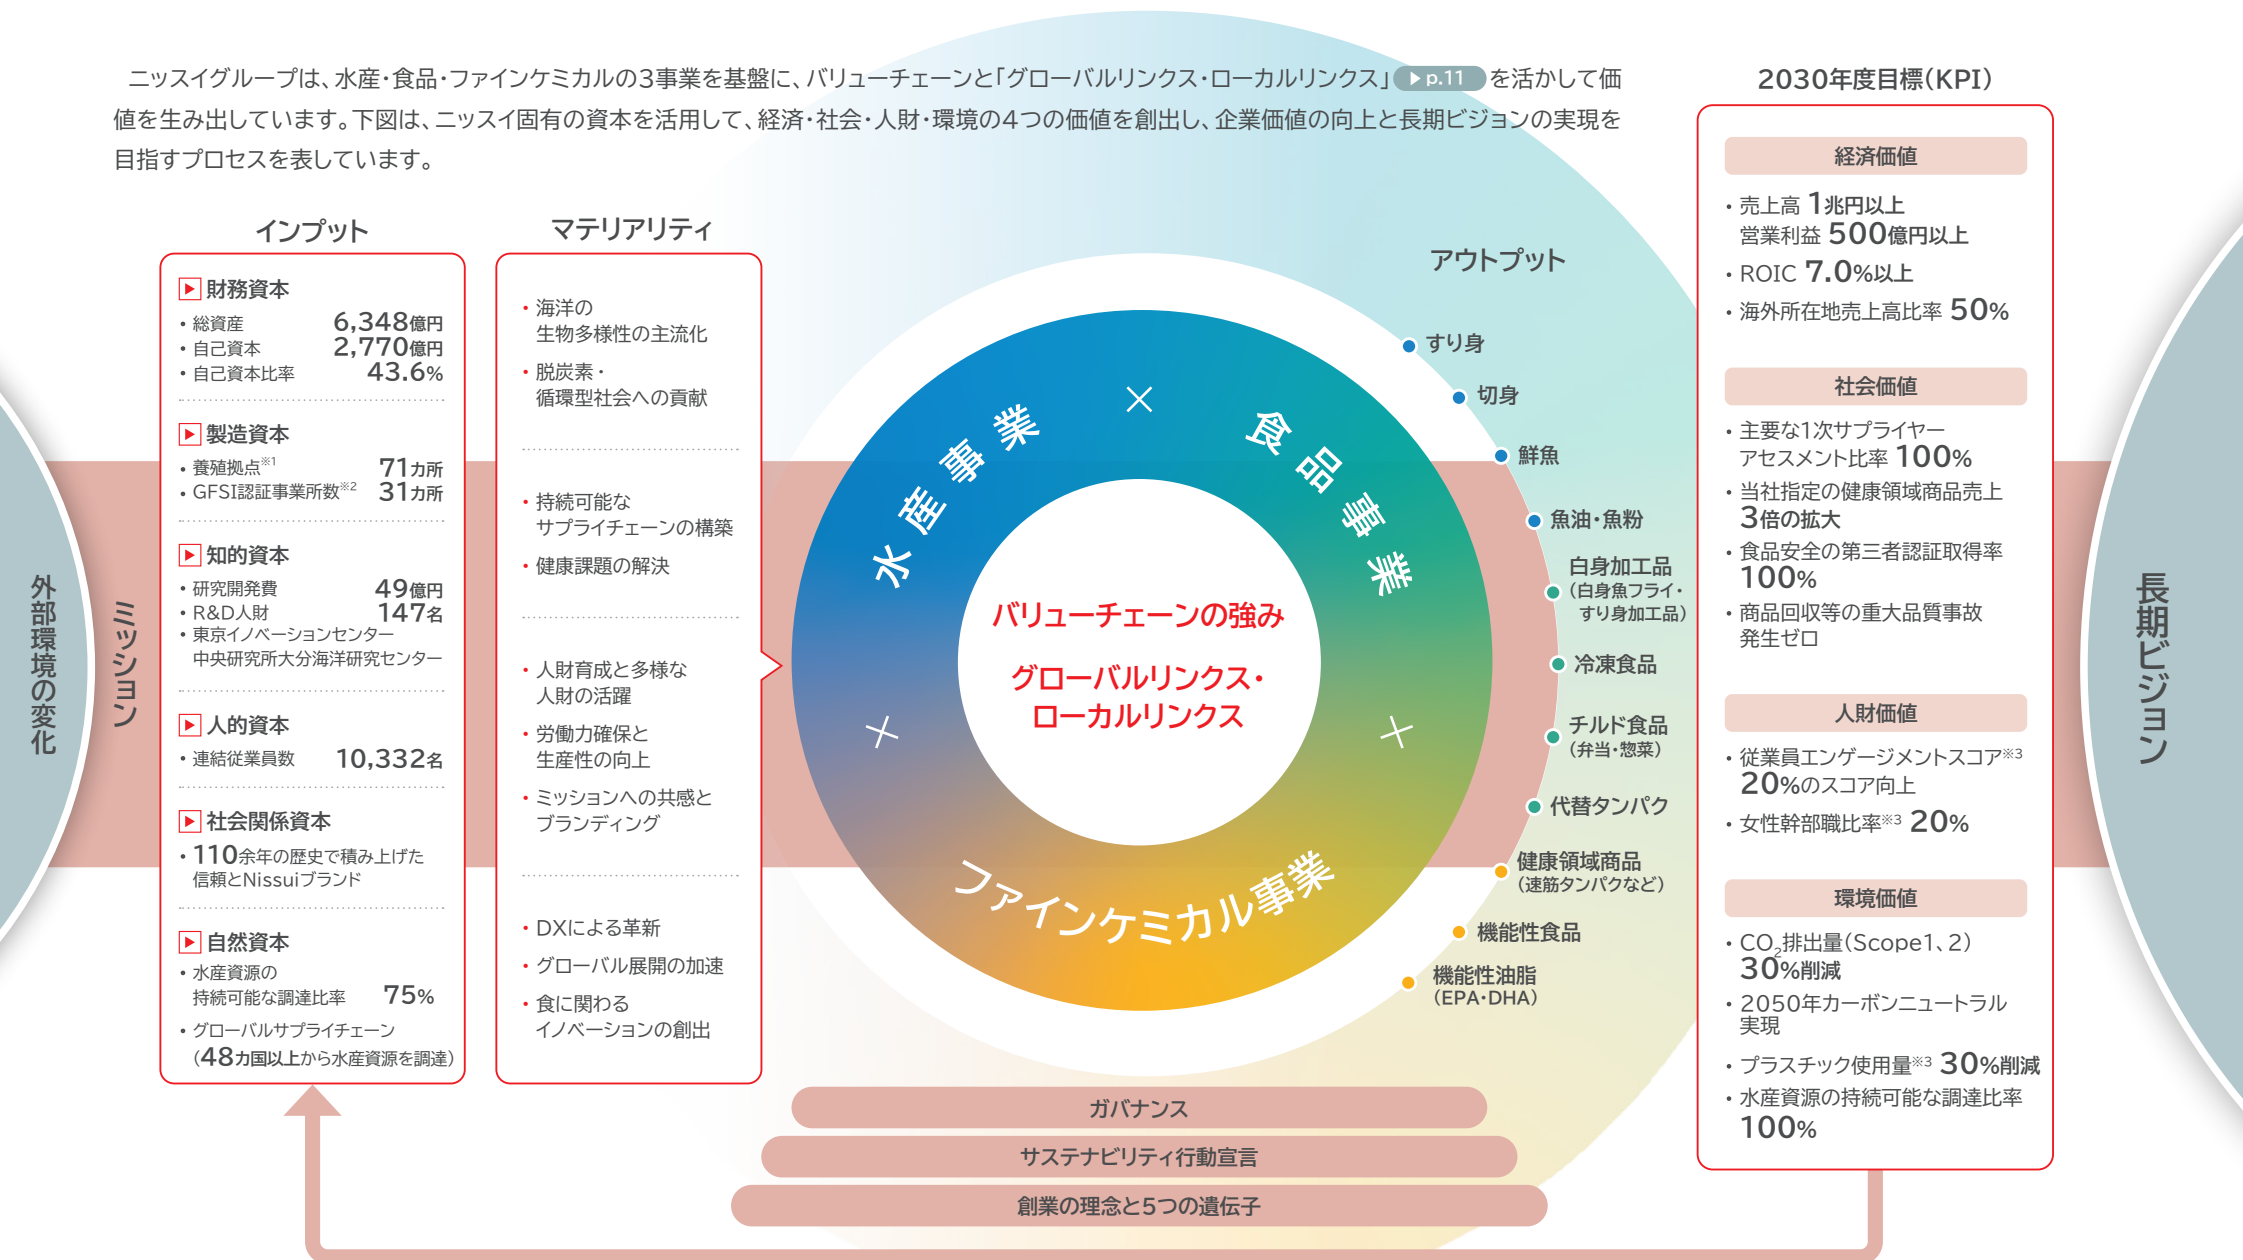 ニッスイグループは、水産・食品・ファインケミカルの3事業を基盤に、バリューチェーンと「グローバルリンクス・ローカルリンクス」 ▶p.11 を活かして価
値を生み出しています。下図は、ニッスイ固有の資本を活用して、経済・社会・人財・環境の4つの価値を創出し、企業価値の向上と長期ビジョンの実現を
目指すプロセスを表しています。
外部環境の変化
ミッション
インプット
財務資本
・総資産 6,348億円
・自己資本 2,770億円
・自己資本比率 43.6%
製造資本
・養殖拠点※1 71カ所
・GFSI認証事業所数※2 31カ所
知的資本
・研究開発費 49億円
・R&D人財 147名
・東京イノベーションセンター
中央研究所大分海洋研究センター
人的資本
・連結従業員数 10,332名
社会関係資本
・110余年の歴史で積み上げた
信頼とNissuiブランド
自然資本
・水産資源の
持続可能な調達比率 75%
・グローバルサプライチェーン
（48カ国以上から水産資源を調達）
マテリアリティ
・海洋の
生物多様性の主流化
・脱炭素・
循環型社会への貢献
・持続可能な
サプライチェーンの構築
・健康課題の解決
・人財育成と多様な
人財の活躍
・労働力確保と
生産性の向上
・ミッションへの共感と
ブランディング
・DXによる革新
・グローバル展開の加速
・食に関わる
イノベーションの創出
水産事業
×
食品事業
×
ファインケミカル事業
×
バリューチェーンの強み
グローバルリンクス・
ローカルリンクス
アウトプット
すり身
切身
鮮魚
魚油・魚粉
白身加工品
（白身魚フライ・
すり身加工品）
冷凍食品
チルド食品
（弁当・惣菜）
代替タンパク
健康領域商品
（速筋タンパクなど）
機能性食品
機能性油脂
（EPA・DHA）
ガバナンス
サステナビリティ行動宣言
創業の理念と5つの遺伝子
2030年度目標（KPI）
経済価値
・売上高 1兆円以上
営業利益 500億円以上
・ROIC 7.0%以上
・海外所在地売上高比率 50%
社会価値
・主要な1次サプライヤー
アセスメント比率 100%
・当社指定の健康領域商品売上
3倍の拡大
・食品安全の第三者認証取得率
100%
・商品回収等の重大品質事故
発生ゼロ
人財価値
・従業員エンゲージメントスコア※3
20%のスコア向上
・女性幹部職比率※3 20%
環境価値
・CO₂排出量（Scope1、2）
30%削減
・2050年カーボンニュートラル
実現
・プラスチック使用量※3 30%削減
・水産資源の持続可能な調達比率
100%
長期ビジョン